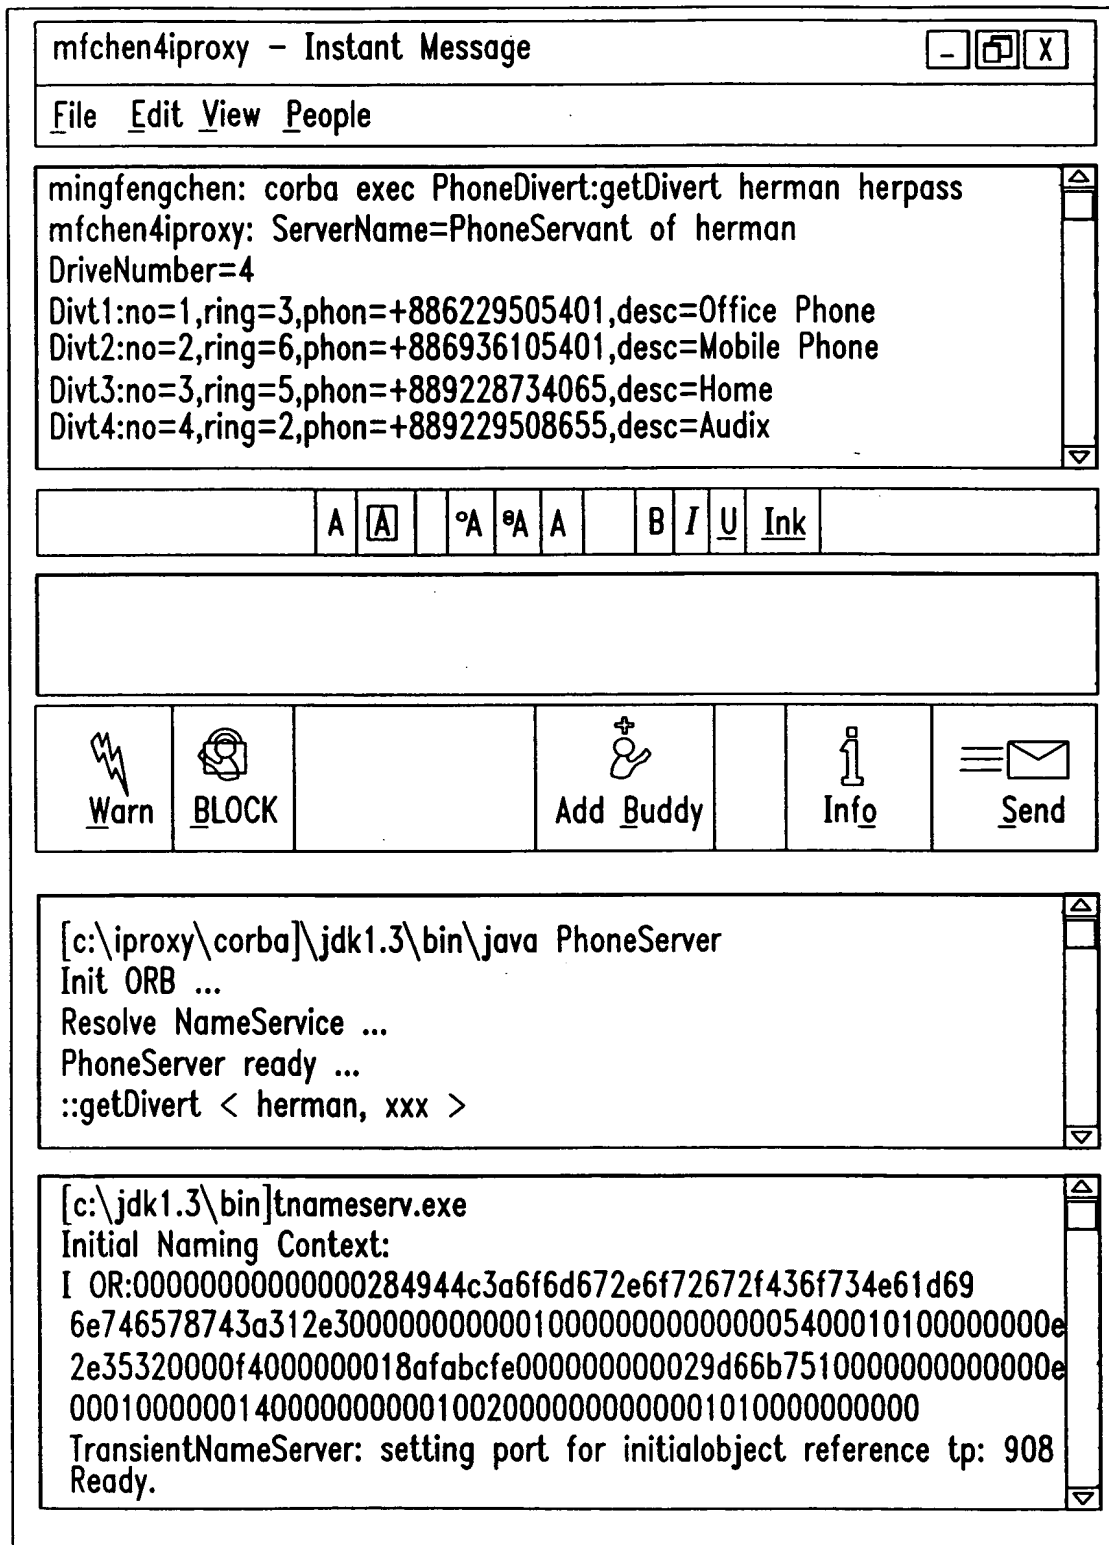 mfchen4iproxy – Instant Message
File Edit View People
mingfengchen: corba exec PhoneDivert:getDivert herman herpass
mfchen4iproxy: ServerName=PhoneServant of herman
DriveNumber=4
Divt1:no=1,ring=3,phon=+886229505401,desc=Office Phone
Divt2:no=2,ring=6,phon=+886936105401,desc=Mobile Phone
Divt3:no=3,ring=5,phon=+889228734065,desc=Home
Divt4:no=4,ring=2,phon=+889229508655,desc=Audix
A A °A ᶿA A B I U Ink
Warn BLOCK Add Buddy Info Send
[c:\iproxy\corba]\jdk1.3\bin\java PhoneServer
Init ORB ...
Resolve NameService ...
PhoneServer ready ...
::getDivert < herman, xxx >
[c:\jdk1.3\bin]tnameserv.exe
Initial Naming Context:
I OR:00000000000000284944c3a6f6d672e6f72672f436f734e61d69
6e746578743a312e3000000000001000000000000005400010100000000e
2e35320000f4000000018afabcfe000000000029d66b7510000000000000e
000100000014000000000010020000000000001010000000000
TransientNameServer: setting port for initialobject reference tp: 908
Ready.